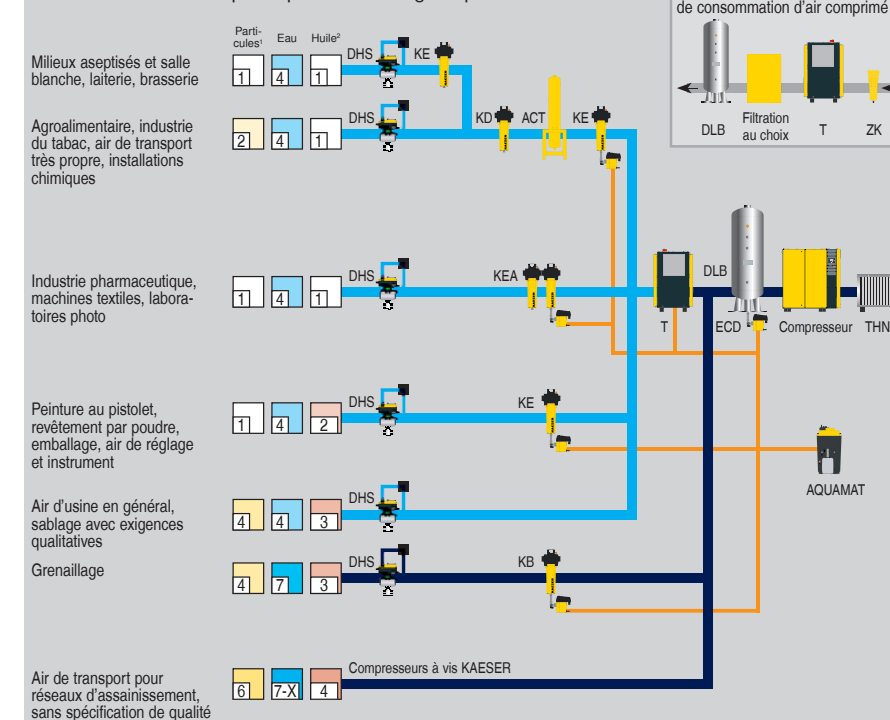 de consommation d'air comprimé
DLB
Filtration
au choix
T
ZK
Parti-
cules¹
Eau
Huile²
Milieux aseptisés et salle
blanche, laiterie, brasserie
1
4
1
DHS
KE
Agroalimentaire, industrie
du tabac, air de transport
très propre, installations
chimiques
2
4
1
DHS
KD
ACT
KE
Industrie pharmaceutique,
machines textiles, labora-
toires photo
1
4
1
DHS
KEA
T
DLB
ECD
Compresseur
THN
Peinture au pistolet,
revêtement par poudre,
emballage, air de réglage
et instrument
1
4
2
DHS
KE
AQUAMAT
Air d'usine en général,
sablage avec exigences
qualitatives
4
4
3
DHS
Grenaillage
4
7
3
DHS
KB
Air de transport pour
réseaux d'assainissement,
sans spécification de qualité
6
7-X
4
Compresseurs à vis KAESER